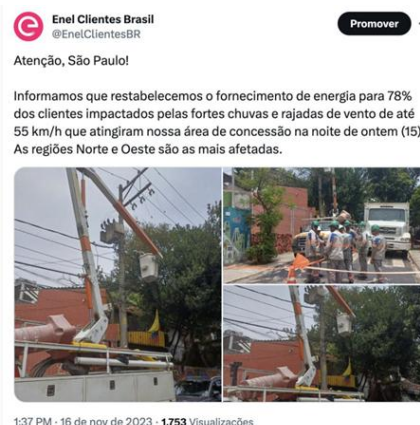 Enel Clientes Brasil
@EnelClientesBR
Promover
Atenção, São Paulo!
Informamos que restabelecemos o fornecimento de energia para 78%
dos clientes impactados pelas fortes chuvas e rajadas de vento de até
55 km/h que atingiram nossa área de concessão na noite de ontem (15)
As regiões Norte e Oeste são as mais afetadas.
1:37 PM · 16 de nov de 2023 · 1.753 Visualizações